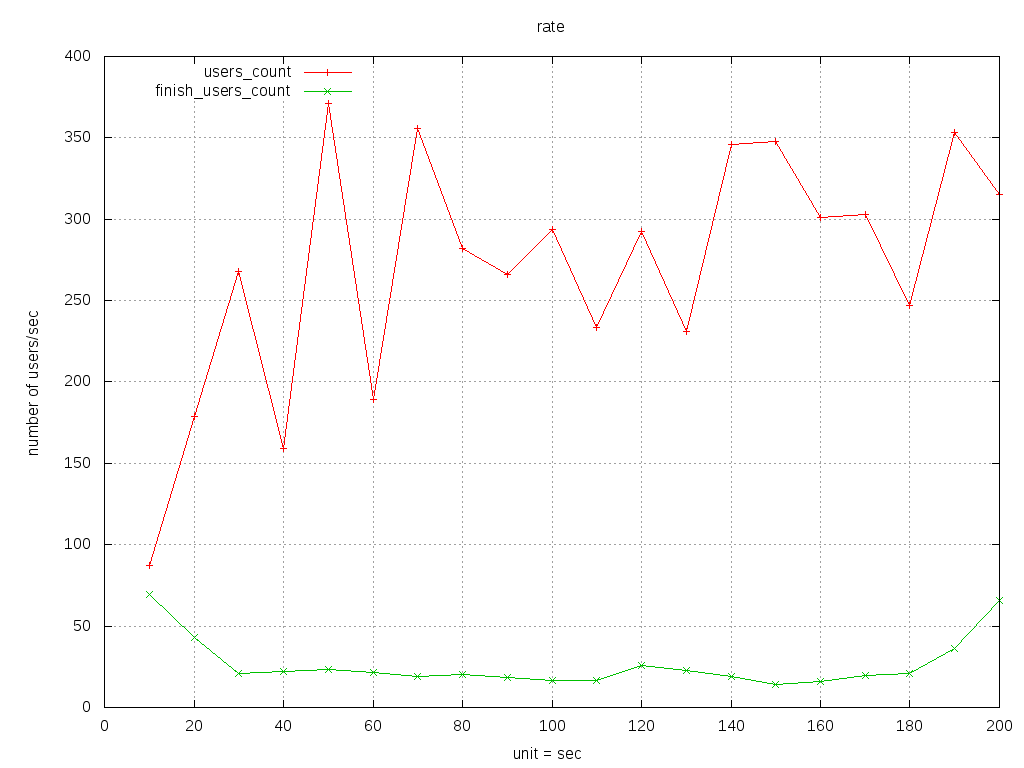 rate
400
users_count
finish_users_count
350
300
250
200
150
100
50
0
number of users/sec
0 20 40 60 80 100 120 140 160 180 200
unit = sec